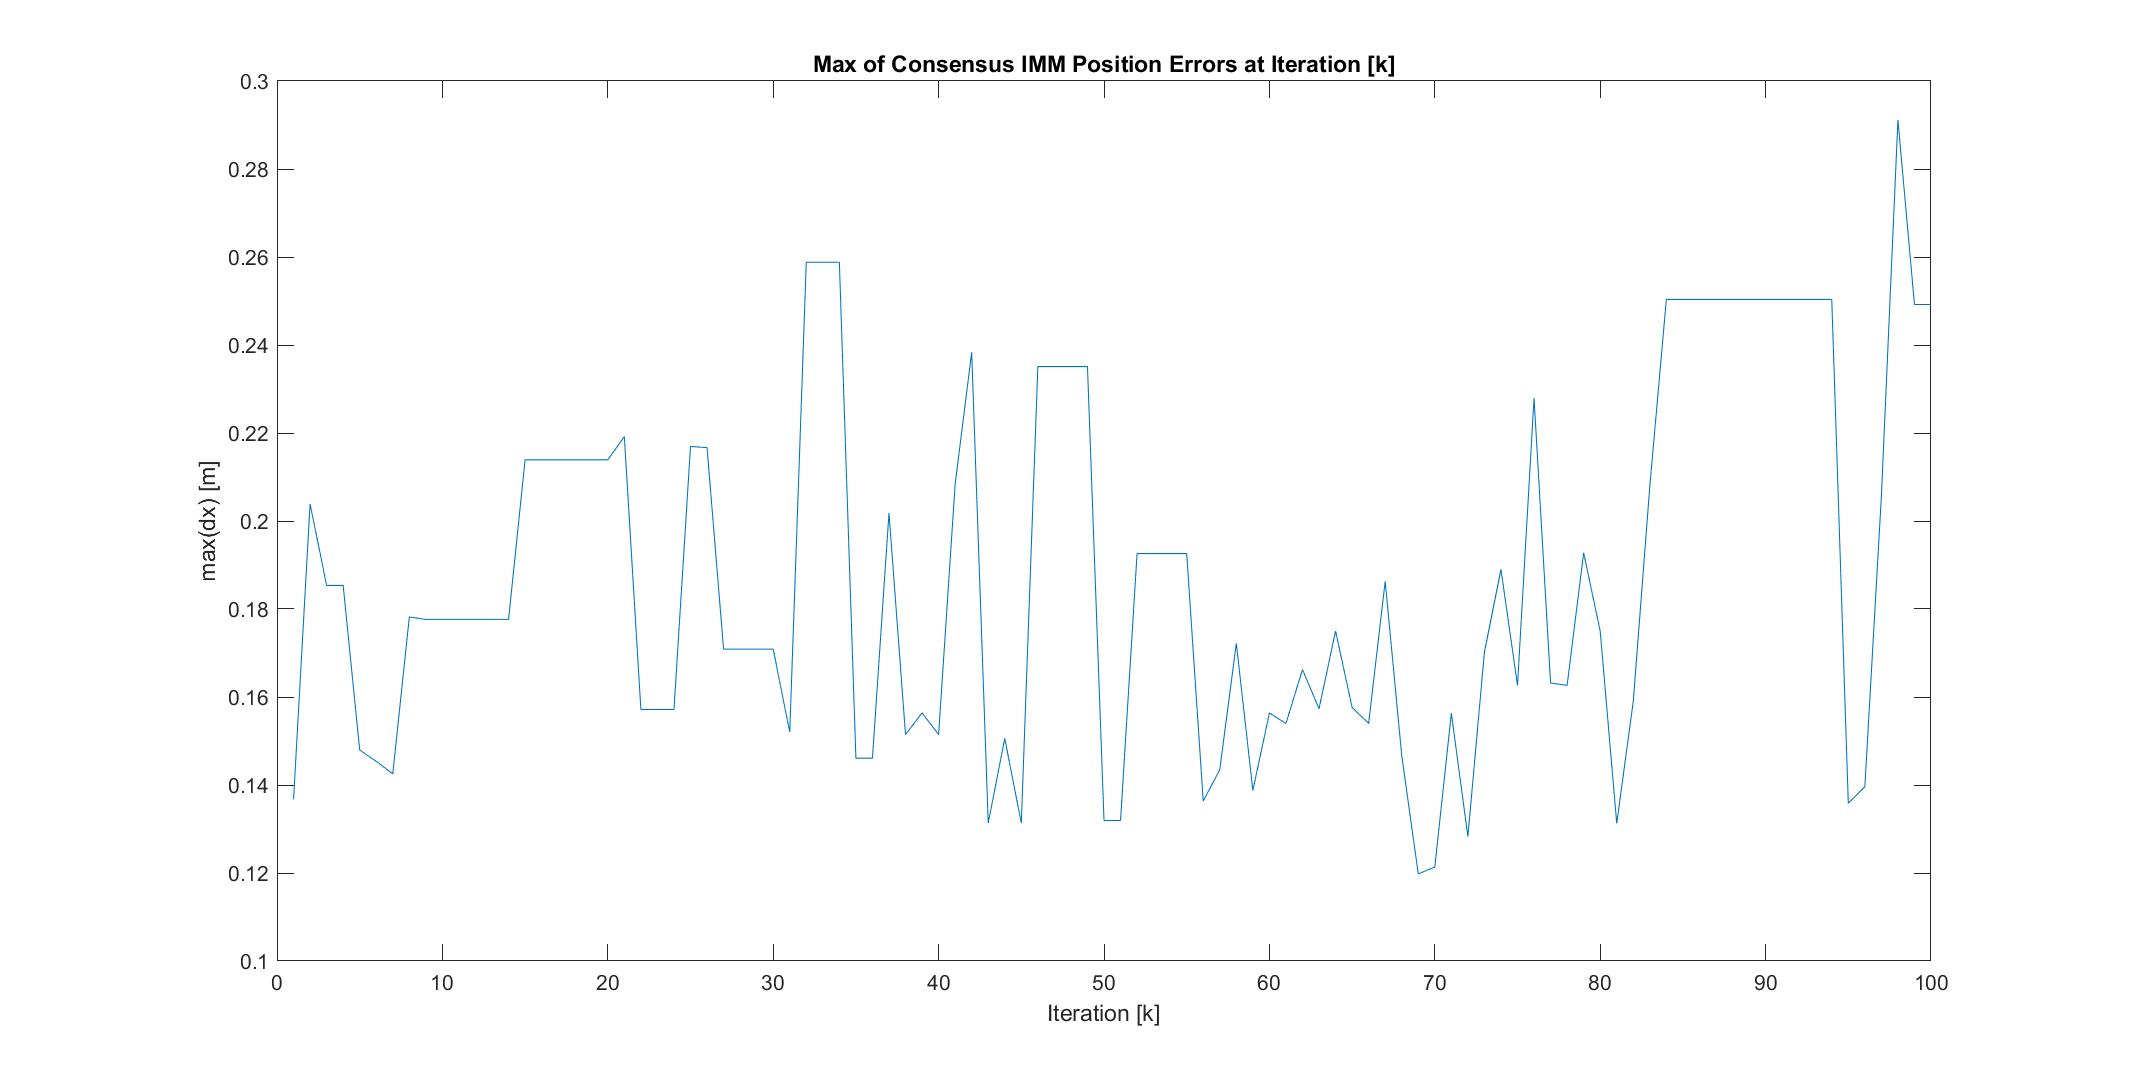 Max of Consensus IMM Position Errors at Iteration [k]
0.3
0.28
0.26
0.24
0.22
0.2
0.18
0.16
0.14
0.12
0.1
max(dx) [m]
0 10 20 30 40 50 60 70 80 90 100
Iteration [k]